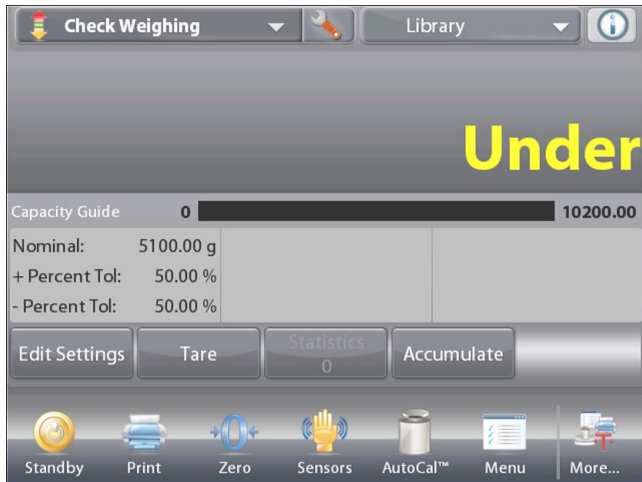 Check Weighing
Library
Under
Capacity Guide 0 10200.00
Nominal: 5100.00 g
+ Percent Tol: 50.00 %
- Percent Tol: 50.00 %
Edit Settings Tare Statistics 0 Accumulate
Standby Print Zero Sensors AutoCal™ Menu More...